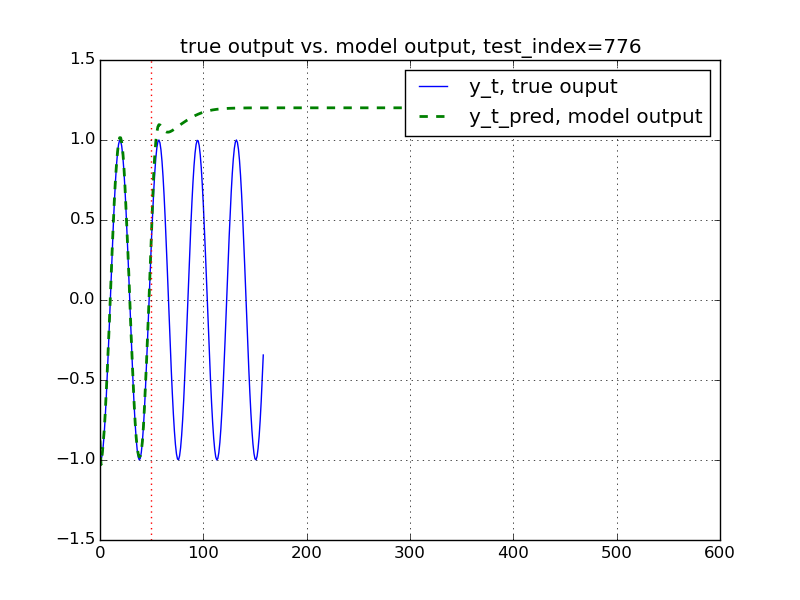 true output vs. model output, test_index=776
y_t, true ouput
y_t_pred, model output
1.5
1.0
0.5
0.0
−0.5
−1.0
−1.5
0 100 200 300 400 500 600